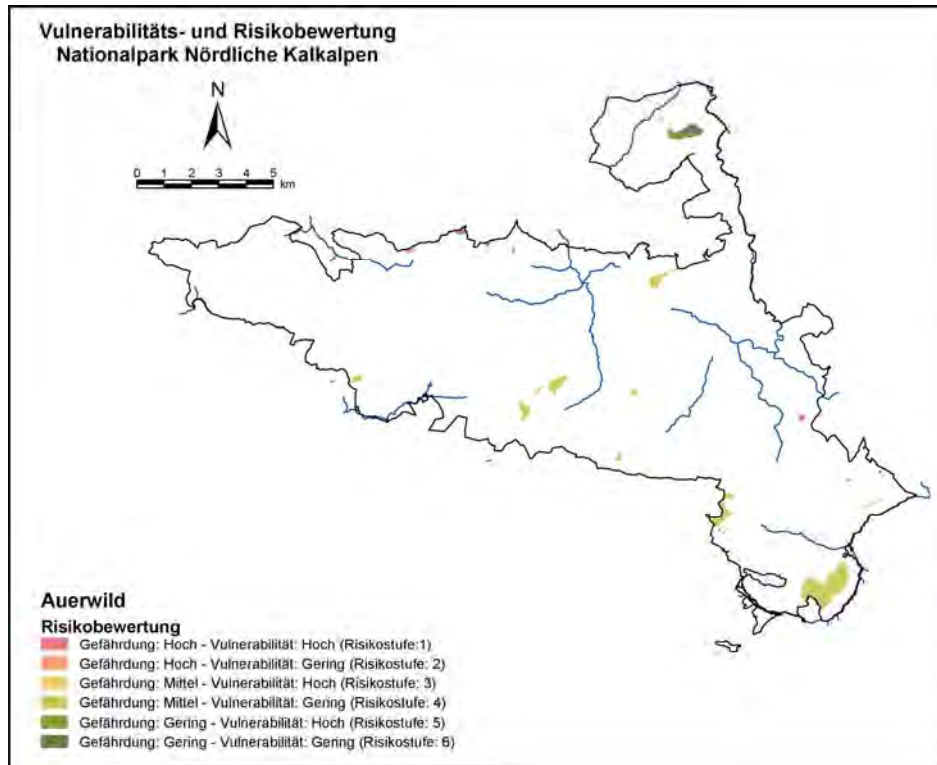 Vulnerabilitäts- und Risikobewertung
Nationalpark Nördliche Kalkalpen
N
0 1 2 3 4 5
km
Auerwild
Risikobewertung
Gefährdung: Hoch - Vulnerabilität: Hoch (Risikostufe:1)
Gefährdung: Hoch - Vulnerabilität: Gering (Risikostufe: 2)
Gefährdung: Mittel - Vulnerabilität: Hoch (Risikostufe: 3)
Gefährdung: Mittel - Vulnerabilität: Gering (Risikostufe: 4)
Gefährdung: Gering - Vulnerabilität: Hoch (Risikostufe: 5)
Gefährdung: Gering - Vulnerabilität: Gering (Risikostufe: 6)